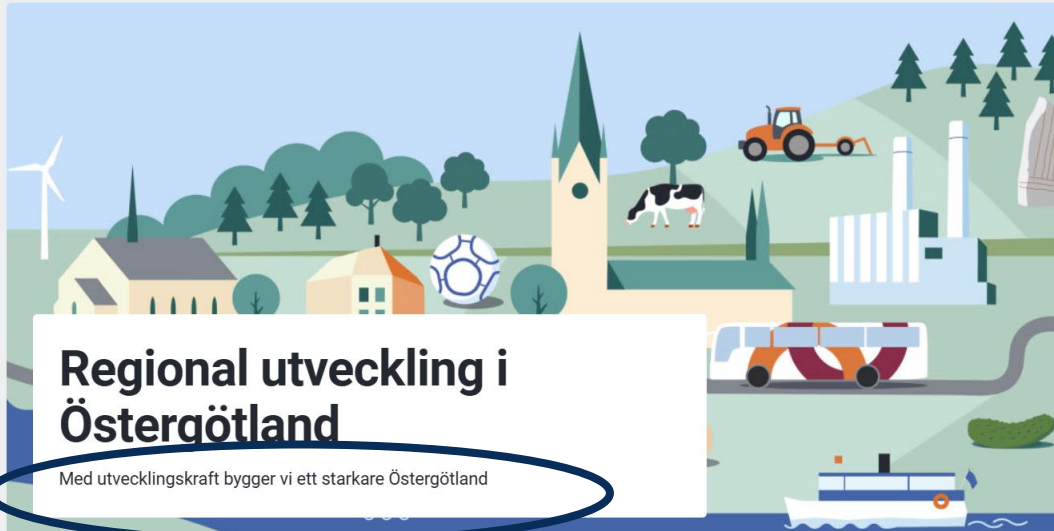 Regional utveckling i
Östergötland
Med utvecklingskraft bygger vi ett starkare Östergötland